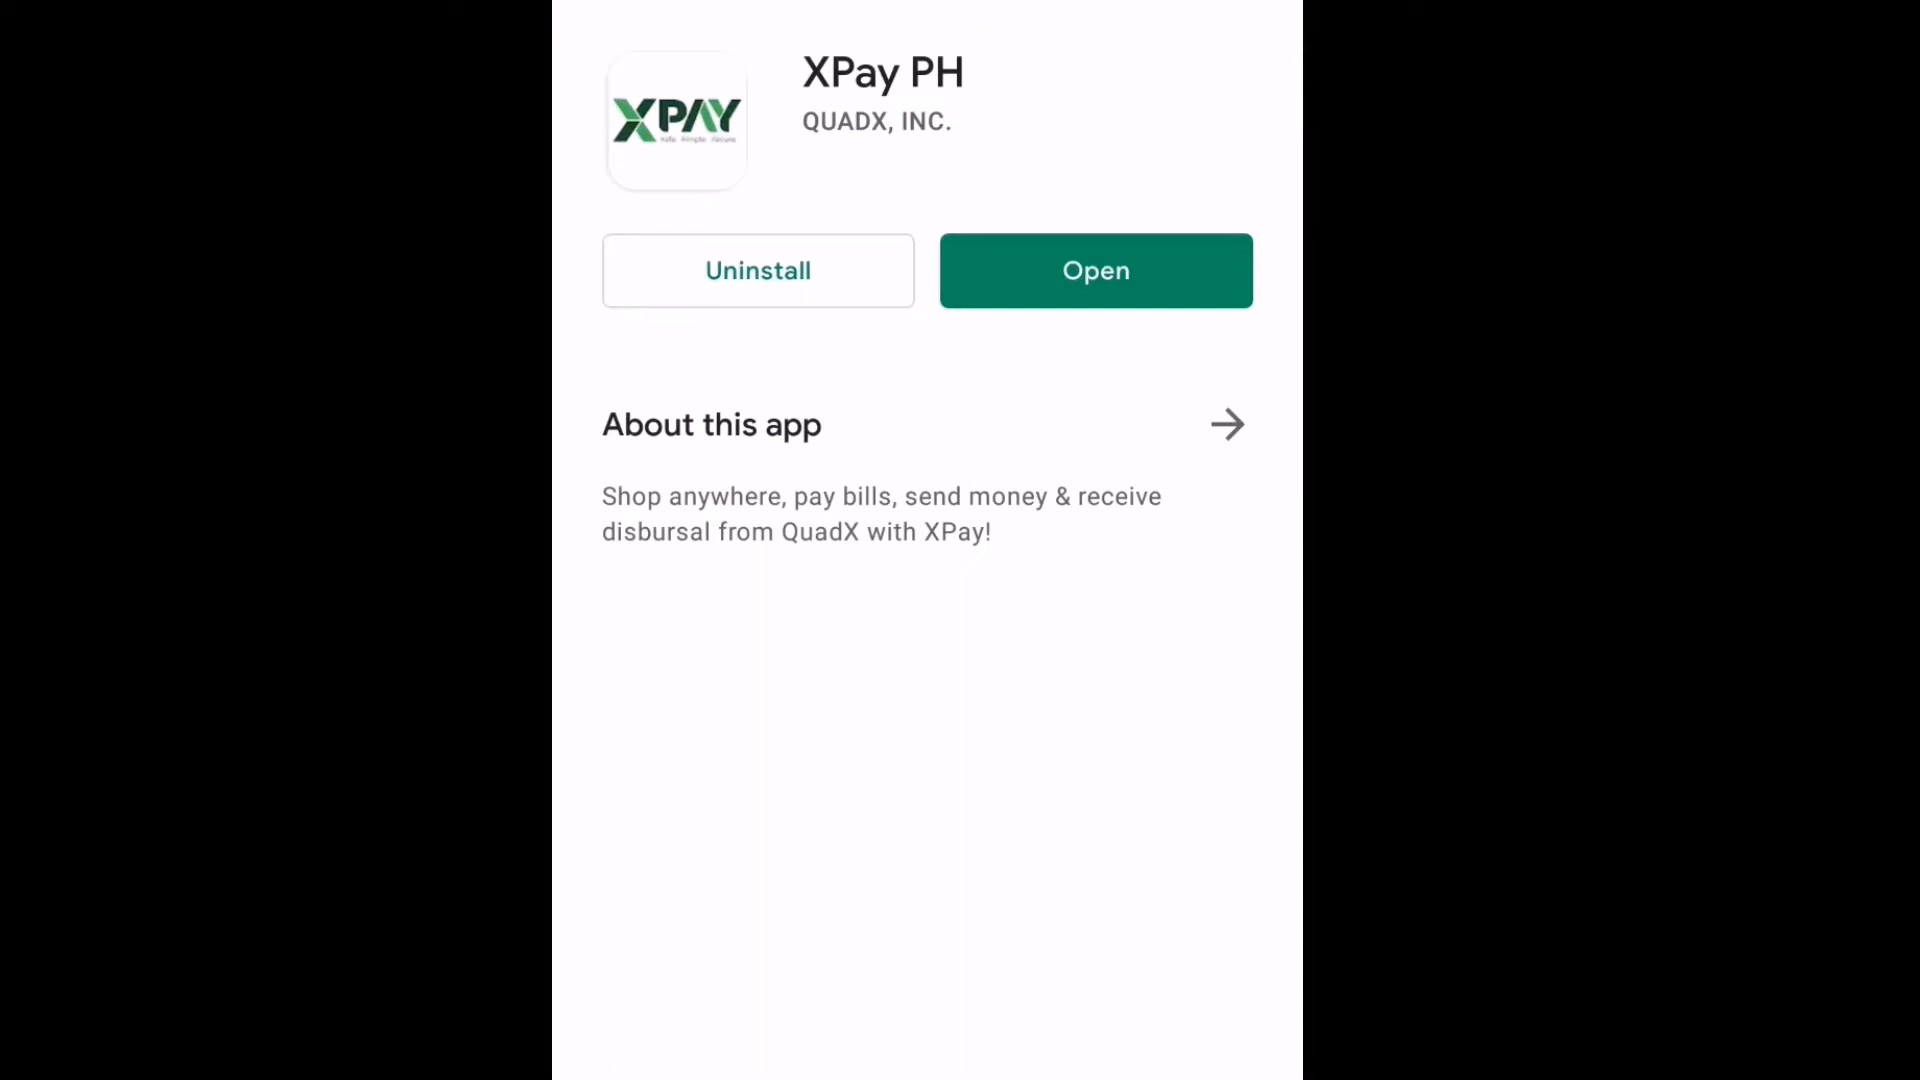 XPAY
XPay PH
QUADX, INC.
Uninstall
Open
About this app
Shop anywhere, pay bills, send money & receive
disbursal from QuadX with XPay!